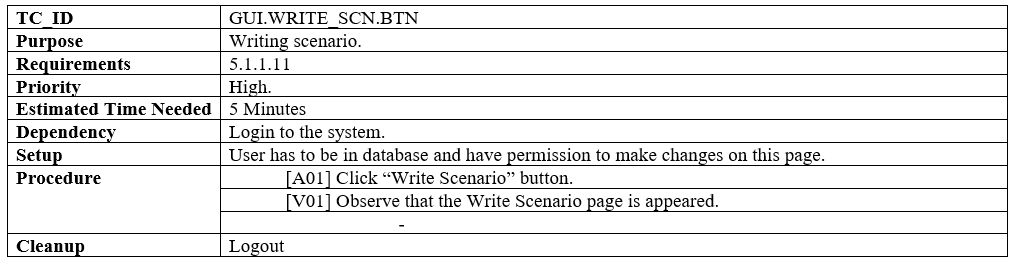 TC_ID GUI.WRITE_SCN.BTN
Purpose Writing scenario.
Requirements 5.1.1.11
Priority High.
Estimated Time Needed 5 Minutes
Dependency Login to the system.
Setup User has to be in database and have permission to make changes on this page.
Procedure [A01] Click “Write Scenario” button.
[V01] Observe that the Write Scenario page is appeared.
-
Cleanup Logout